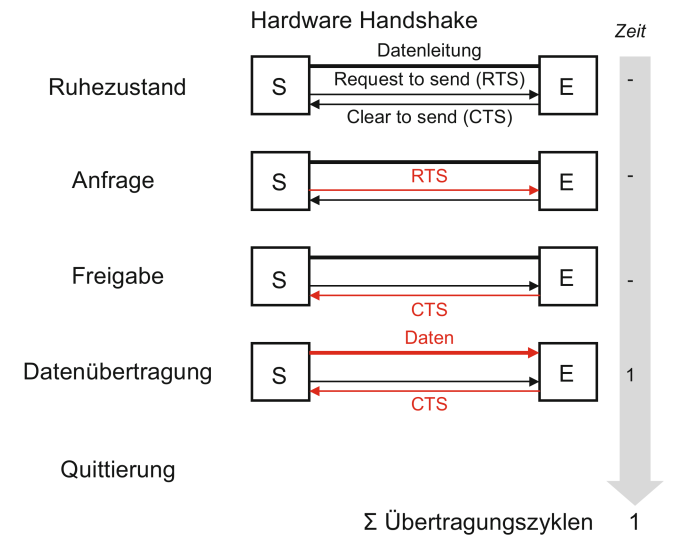 Hardware Handshake
Zeit
Datenleitung
Ruhezustand
S
Request to send (RTS)
E
-
Clear to send (CTS)
Anfrage
S
RTS
E
-
Freigabe
S
E
-
CTS
Daten
Datenübertragung
S
E
1
CTS
Quittierung
Σ Übertragungszyklen 1